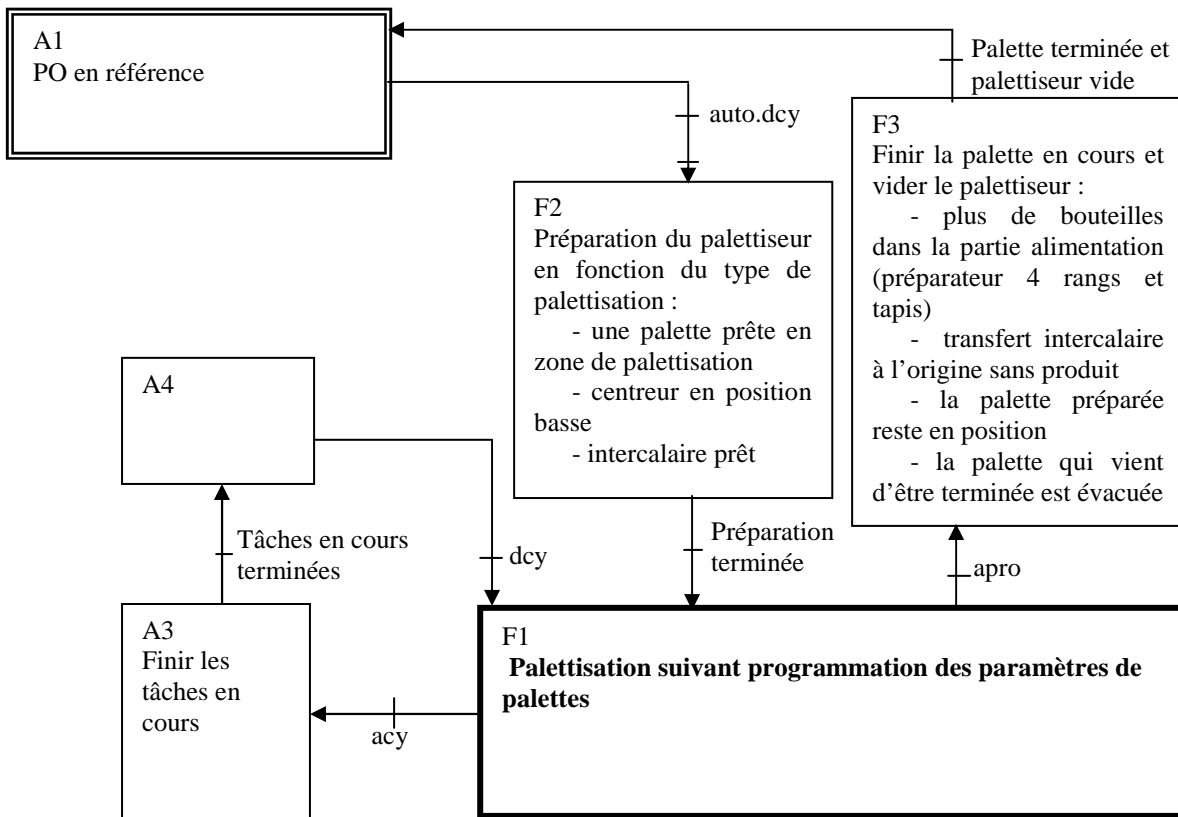 A1
PO en référence
Palette terminée et
palettiseur vide
auto.dcy
F3
Finir la palette en cours et
vider le palettiseur :
- plus de bouteilles
dans la partie alimentation
(préparateur 4 rangs et
tapis)
- transfert intercalaire
à l’origine sans produit
- la palette préparée
reste en position
- la palette qui vient
d’être terminée est évacuée
F2
Préparation du palettiseur
en fonction du type de
palettisation :
- une palette prête en
zone de palettisation
- centreur en position
basse
- intercalaire prêt
A4
Tâches en cours
terminées
dcy
Préparation
terminée
apro
A3
Finir les
tâches en
cours
acy
F1
Palettisation suivant programmation des paramètres de
palettes